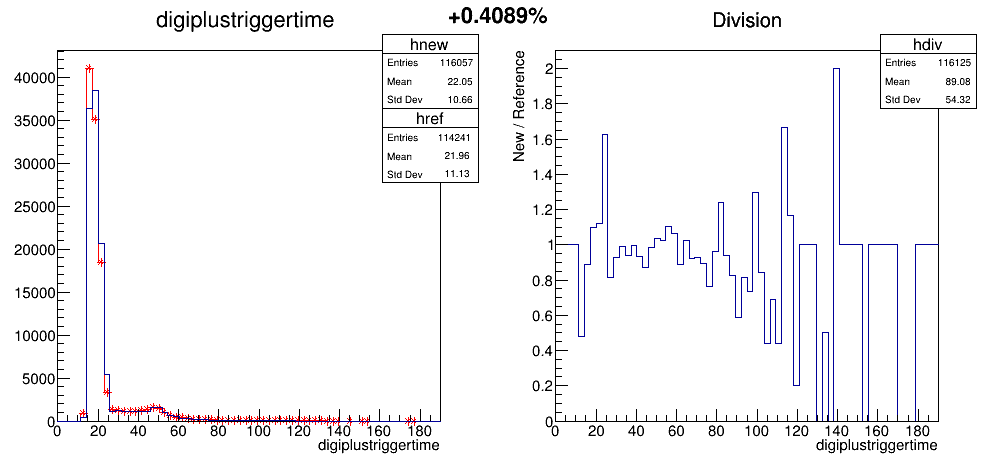 digiplustriggertime
+0.4089%
Division
hnew
Entries 116057
Mean 22.05
Std Dev 10.66
href
Entries 114241
Mean 21.96
Std Dev 11.13
40000
35000
30000
25000
20000
15000
10000
5000
0
0 20 40 60 80 100 120 140 160 180
digiplustriggertime
hdiv
Entries 116125
Mean 89.08
Std Dev 54.32
New / Reference
2
1.8
1.6
1.4
1.2
1
0.8
0.6
0.4
0.2
0
0 20 40 60 80 100 120 140 160 180
digiplustriggertime